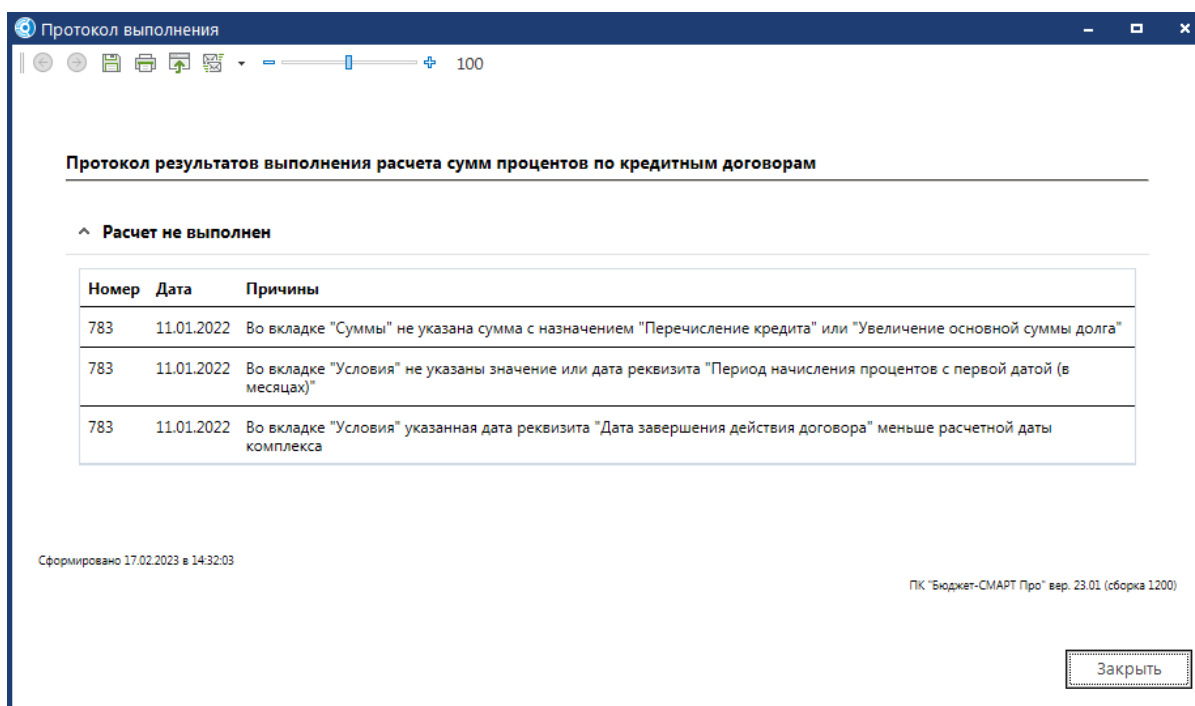 Протокол выполнения
100
Протокол результатов выполнения расчета сумм процентов по кредитным договорам
Расчет не выполнен
Номер Дата Причины
783 11.01.2022 Во вкладке "Суммы" не указана сумма с назначением "Перечисление кредита" или "Увеличение основной суммы долга"
783 11.01.2022 Во вкладке "Условия" не указаны значение или дата реквизита "Период начисления процентов с первой датой (в
месяцах)"
783 11.01.2022 Во вкладке "Условия" указанная дата реквизита "Дата завершения действия договора" меньше расчетной даты
комплекса
Сформировано 17.02.2023 в 14:32:03
ПК "Бюджет-СМАРТ Про" вер. 23.01 (сборка 1200)
Закрыть